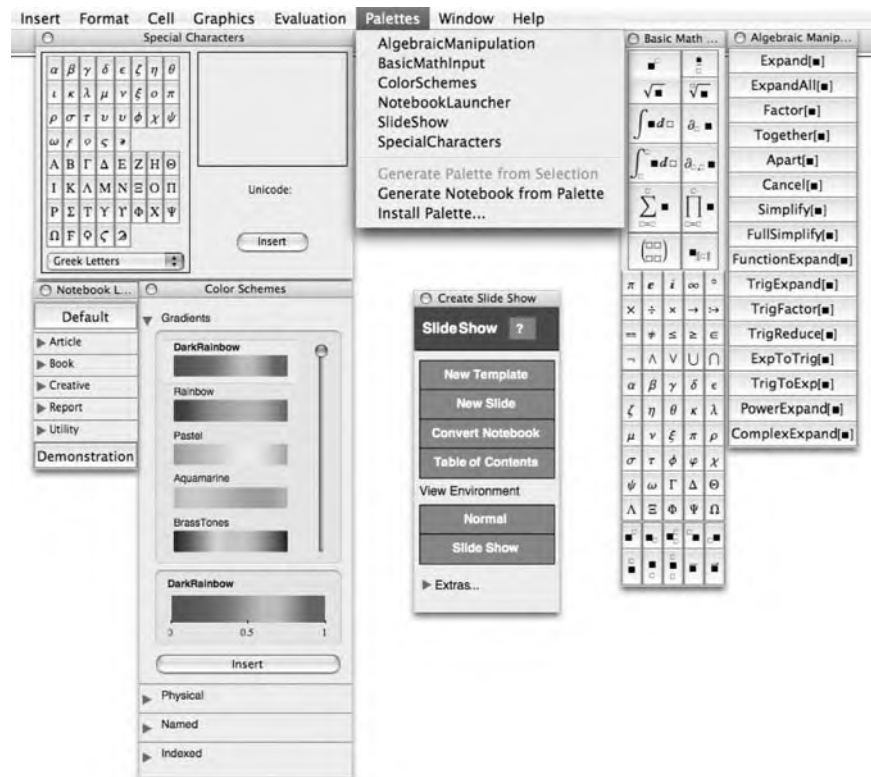 Insert Format Cell Graphics Evaluation Palettes Window Help
Special Characters
α β γ δ ϵ ζ η θ
ι κ λ μ ν ξ ο π
ρ σ τ υ υ ϕ χ ψ
ω
Α Β Γ Δ Ε Ζ Η Θ
Ι Κ Λ Μ Ν Ξ Ο Π
Ρ Σ Τ Υ ϒ Φ Χ Ψ
Ω Ϝ Ϙ Ϛ Ϡ
Greek Letters
Unicode:
Insert
AlgebraicManipulation
BasicMathInput
ColorSchemes
NotebookLauncher
SlideShow
SpecialCharacters
Generate Palette from Selection
Generate Notebook from Palette
Install Palette...
Notebook L...
Default
Article
Book
Creative
Report
Utility
Demonstration
Color Schemes
Gradients
DarkRainbow
Rainbow
Pastel
Aquamarine
BrassTones
DarkRainbow
0 0.5 1
Insert
Physical
Named
Indexed
Create Slide Show
SlideShow ?
New Template
New Slide
Convert Notebook
Table of Contents
View Environment
Normal
Slide Show
Extras...
Basic Math ...
■□
√■ √■
∫■d□ ∂□ ■
∫■d□ ∂□,□ ■
∑ ■ ∏ ■
π e i ∞ °
× ÷ × → :→
== ≠ ≤ ≥ ∈
¬ ∧ ∨ ∪ ∩
α β γ δ ϵ
ζ η θ κ λ
μ ν ξ π ρ
σ τ ϕ φ χ
ψ ω Γ Δ Θ
Λ Ξ Φ Ψ Ω
Algebraic Manip...
Expand[■]
ExpandAll[■]
Factor[■]
Together[■]
Apart[■]
Cancel[■]
Simplify[■]
FullSimplify[■]
FunctionExpand[■]
TrigExpand[■]
TrigFactor[■]
TrigReduce[■]
ExpToTrig[■]
TrigToExp[■]
PowerExpand[■]
ComplexExpand[■]